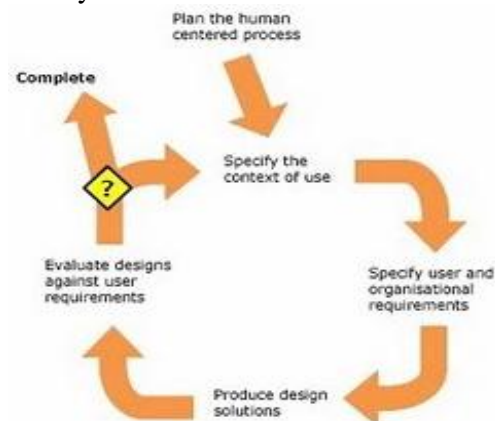 Plan the human
centered process
Complete
?
Specify the
context of use
Evaluate designs
against user
requirements
Specify user and
organisational
requirements
Produce design
solutions